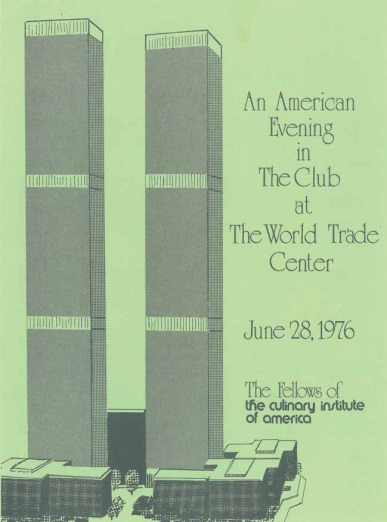 An American
Evening
in
The Club
at
The World Trade
Center
June 28, 1976
The Fellows of
the culinary institute
of america